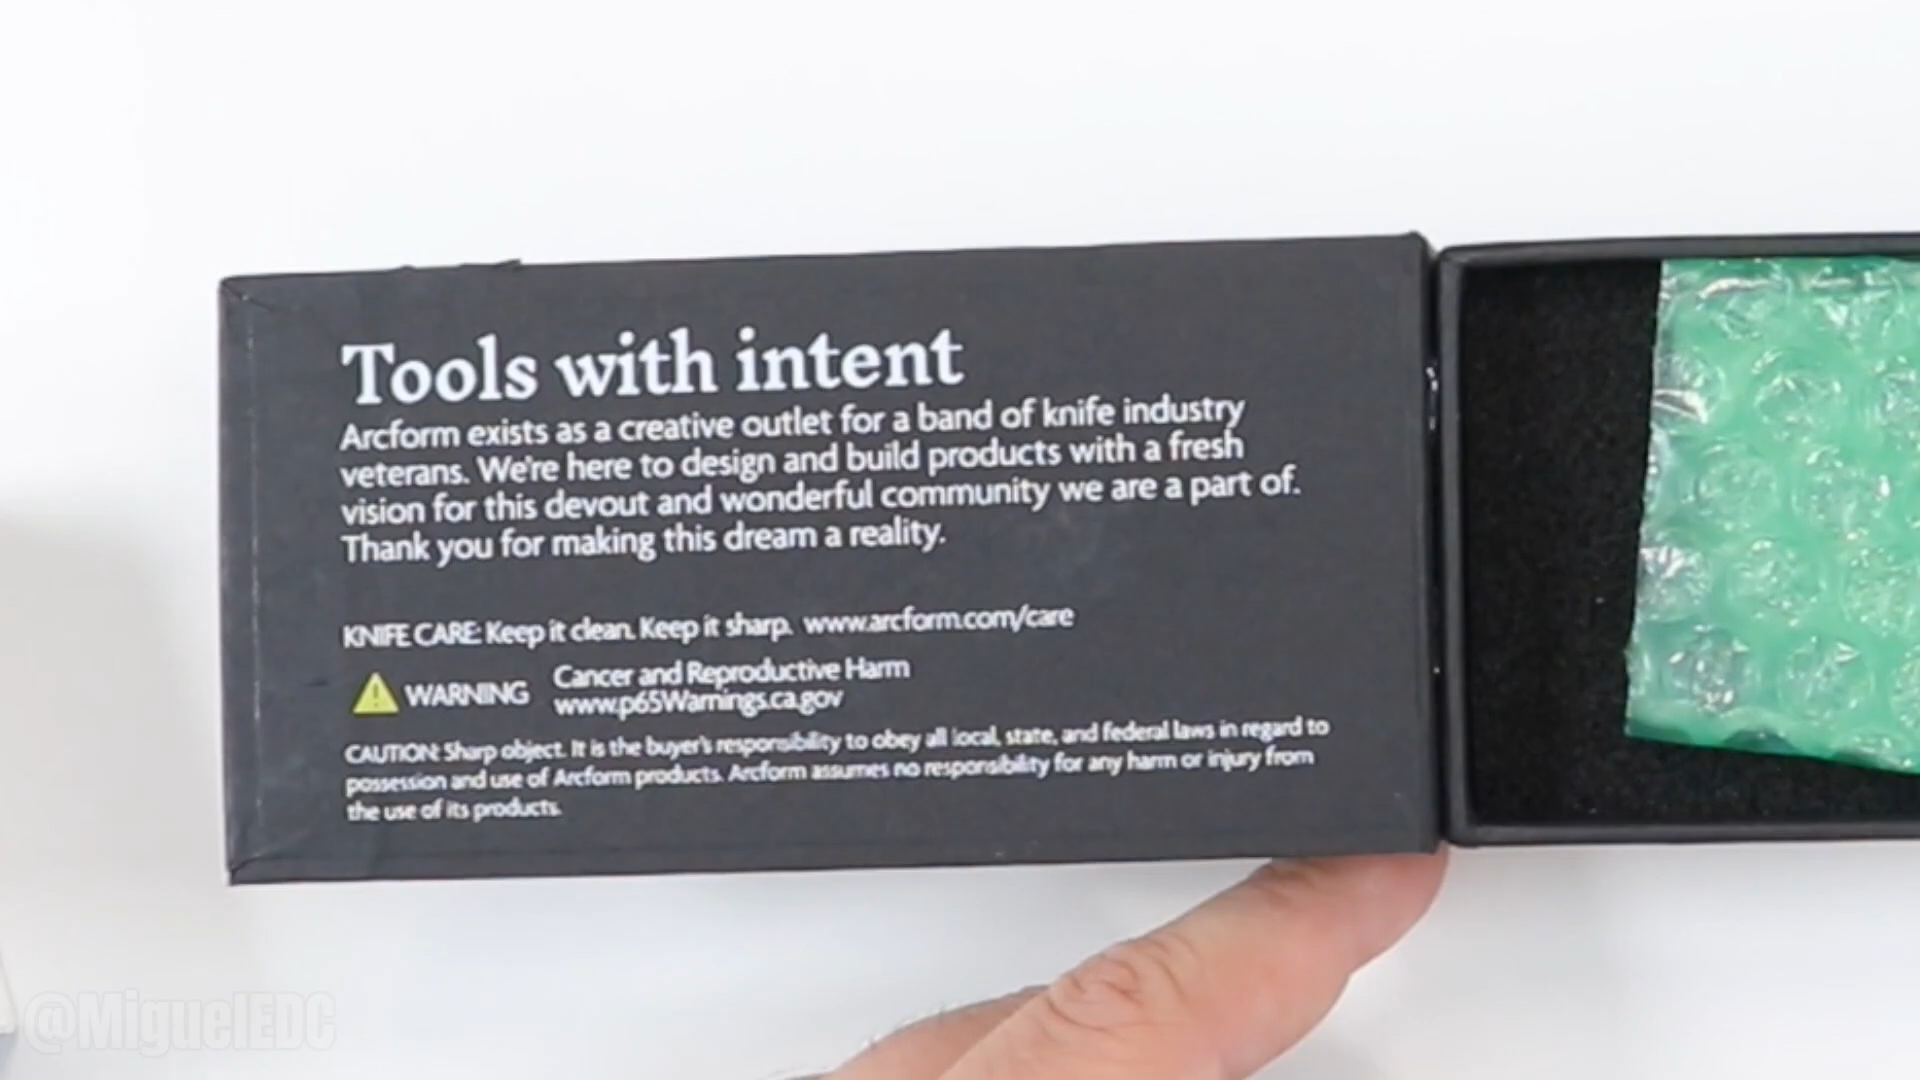 Tools with intent
Arcform exists as a creative outlet for a band of knife industry
veterans. We're here to design and build products with a fresh
vision for this devout and wonderful community we are a part of.
Thank you for making this dream a reality.
KNIFE CARE: Keep it clean. Keep it sharp. www.arcform.com/care
WARNING Cancer and Reproductive Harm
www.p65Warnings.ca.gov
CAUTION: Sharp object. It is the buyer's responsibility to obey all local, state, and federal laws in regard to
possession and use of Arcform products. Arcform assumes no responsibility for any harm or injury from
the use of its products.
@MiguelEDC